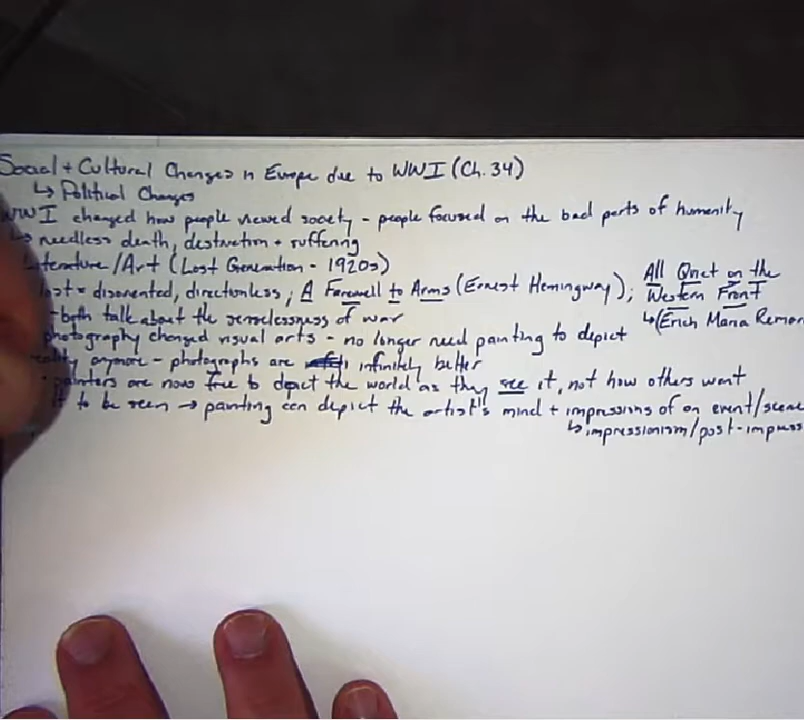 Social + Cultural Changes in Europe due to WWI (Ch. 34)
↳ Political Changes
WWI changed how people viewed society - people focused on the bad parts of humanity
↳ needless death, destruction + suffering
Literature/Art (Lost Generation - 1920s)
Lost = disoriented, directionless; A Farewell to Arms (Ernest Hemingway); All Quiet on the Western Front
- both talk about the senselessness of war ↳ (Erich Maria Remar
photography changed visual arts - no longer need painting to depict
reality anymore - photographs are infinitely better
• painters are now free to depict the world as they see it, not how others want
it to be seen → painting can depict the artist's mind + impressions of an event/scene
↳ impressionism/post-impress